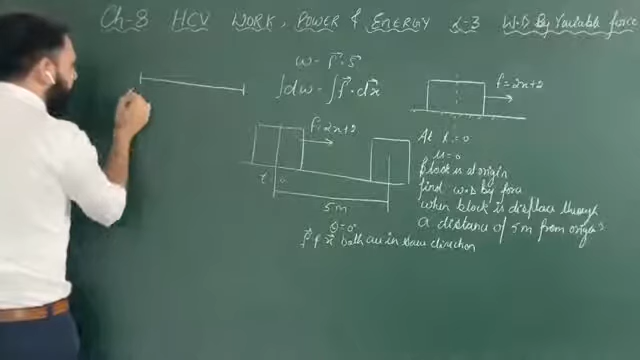 Ch-8 HCV WORK, POWER & ENERGY L-3 W.D By Variable force
w = F⃗·S⃗
∫dw = ∫f⃗·dx⃗
f = 2x+2
f = 2x+2
At t=0
u=0
block is at origin
find w.D by force
when block is displace through
a distance of 5m from origin?
5m
θ=0°
f⃗ & x⃗ both are in same direction